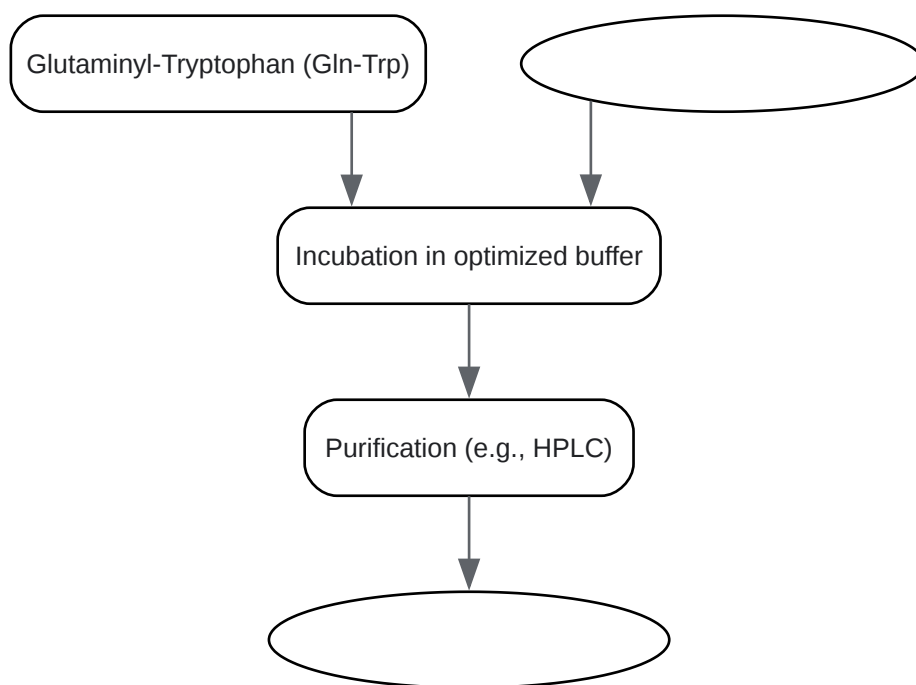 Glutaminyl-Tryptophan (Gln-Trp)
Incubation in optimized buffer
Purification (e.g., HPLC)